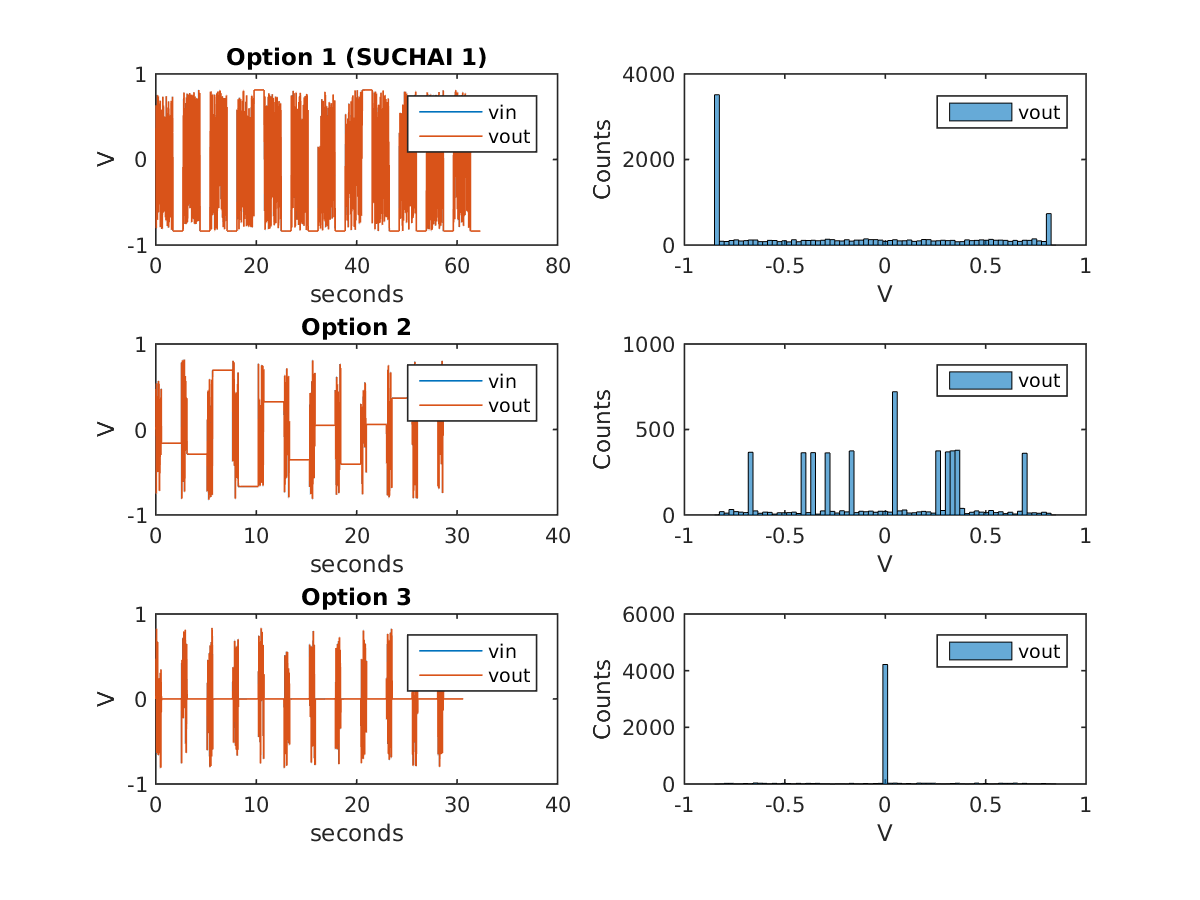 Option 1 (SUCHAI 1)
1
0
-1
V
vin
vout
0 20 40 60 80
seconds
4000
2000
0
Counts
vout
-1 -0.5 0 0.5 1
V
Option 2
1
0
-1
V
vin
vout
0 10 20 30 40
seconds
1000
500
0
Counts
vout
-1 -0.5 0 0.5 1
V
Option 3
1
0
-1
V
vin
vout
0 10 20 30 40
seconds
6000
4000
2000
0
Counts
vout
-1 -0.5 0 0.5 1
V